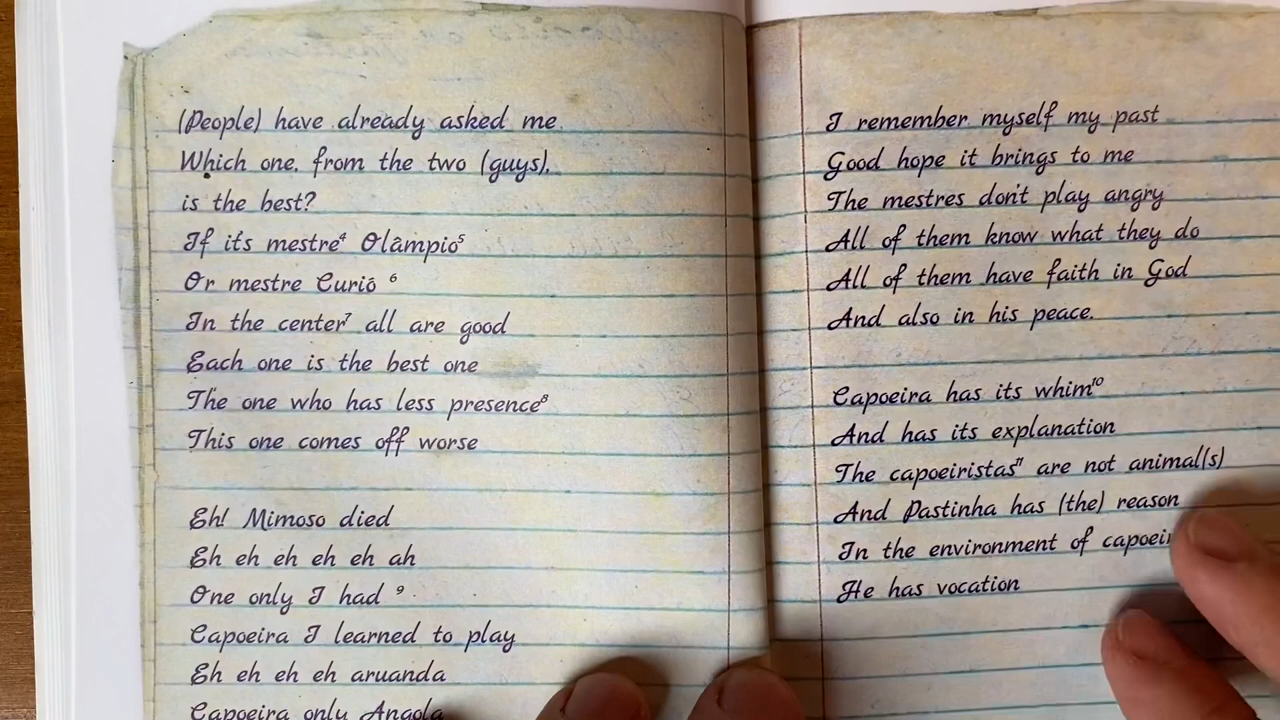 (People) have already asked me
Which one, from the two (guys),
is the best?
If it's mestre⁴ Olâmpio⁵
Or mestre Curió ⁶
In the center⁷ all are good
Each one is the best one
The one who has less presence⁸
This one comes off worse
Eh! Mimoso died
Eh eh eh eh eh ah
One only I had ⁹
Capoeira I learned to play
Eh eh eh eh aruanda
Capoeira only Angola
I remember myself my past
Good hope it brings to me
The mestres don't play angry
All of them know what they do
All of them have faith in God
And also in his peace.
Capoeira has its whim¹⁰
And has its explanation
The capoeiristas¹¹ are not animal(s)
And Pastinha has (the) reason
In the environment of capoeir
He has vocation